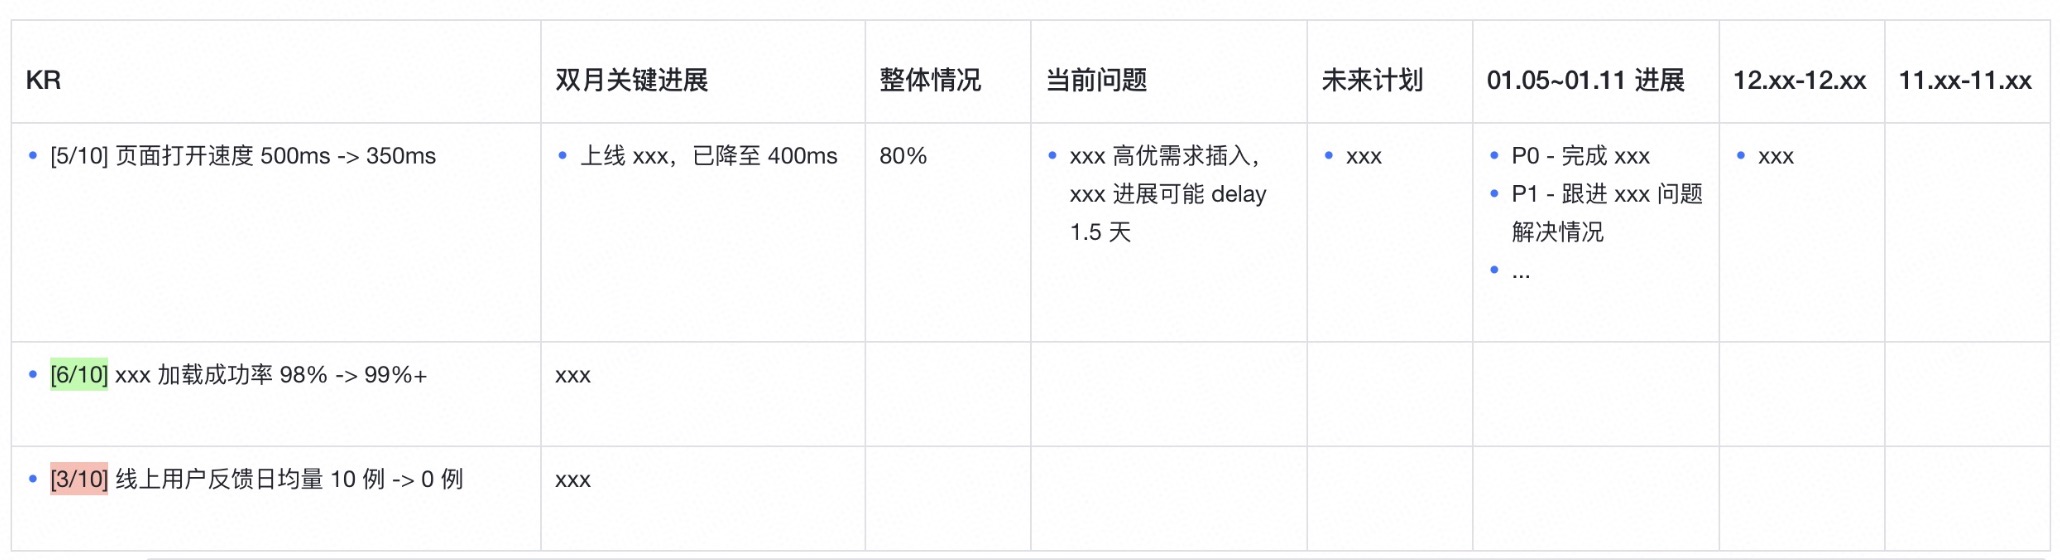 KR
双月关键进展
整体情况
当前问题
未来计划
01.05~01.11 进展
12.xx-12.xx
11.xx-11.xx
[5/10] 页面打开速度 500ms -> 350ms
上线 xxx，已降至 400ms
80%
xxx 高优需求插入，
xxx 进展可能 delay
1.5 天
xxx
P0 - 完成 xxx
P1 - 跟进 xxx 问题
解决情况
...
xxx
[6/10] xxx 加载成功率 98% -> 99%+
xxx
[3/10] 线上用户反馈日均量 10 例 -> 0 例
xxx